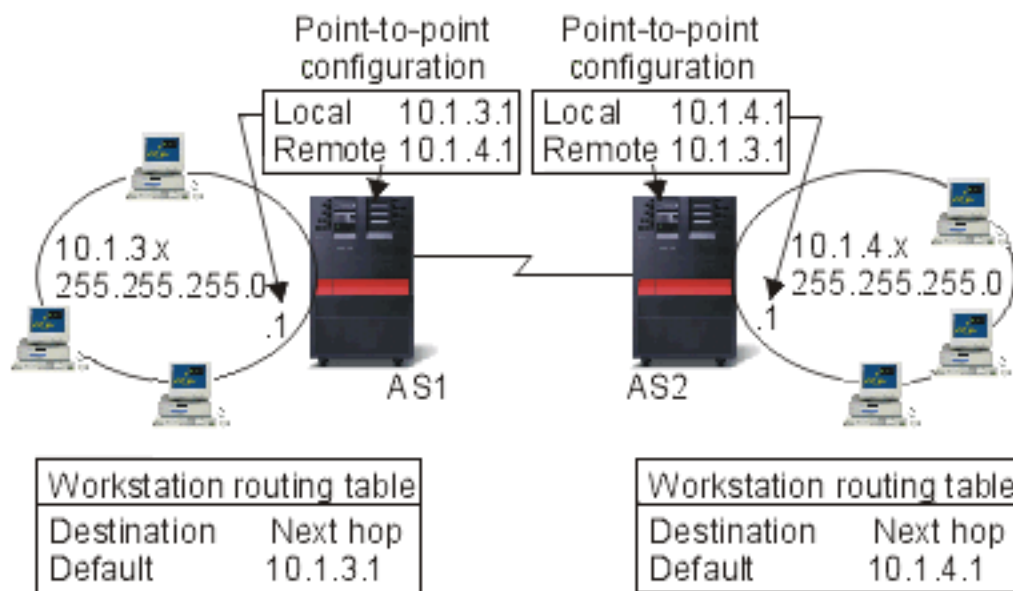 Point-to-point
configuration
Local 10.1.3.1
Remote 10.1.4.1
Point-to-point
configuration
Local 10.1.4.1
Remote 10.1.3.1
10.1.3.x
255.255.255.0
.1
AS1
AS2
10.1.4.x
255.255.255.0
.1
Workstation routing table
Destination Next hop
Default 10.1.3.1
Workstation routing table
Destination Next hop
Default 10.1.4.1